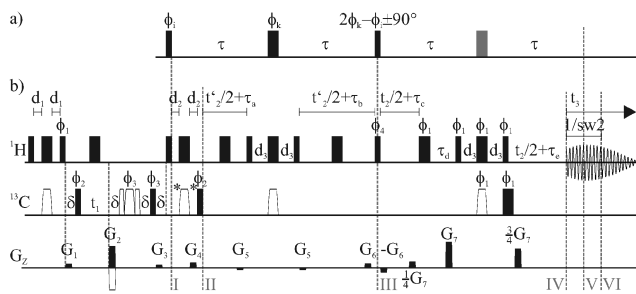 a) ϕi ϕk 2ϕk–ϕi±90°
τ τ τ τ
b) d1 d1 d2 d2 t‘2/2+τa t‘2/2+τb t2/2+τc t3
ϕ1 ϕ4 ϕ1 ϕ1 ϕ1 ϕ1 1/sw2
1H d3 d3 τd d3 d3 t2/2+τe
ϕ2 ϕ3 ϕ3 * * ϕ2 ϕ1 ϕ1
13C δ t1 δ δ δ
GZ G1 G2 G3 G4 G5 G5 G6 -G6 ¼G7 G7 ¾G7
I II III IV V VI